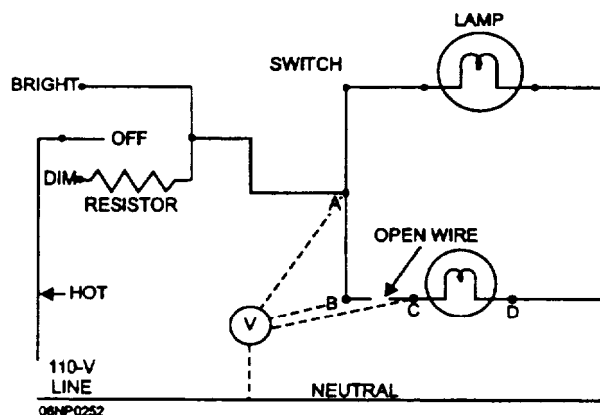 LAMP
SWITCH
BRIGHT
OFF
DIM
RESISTOR
A
OPEN WIRE
HOT
B
C
D
V
110-V
LINE
NEUTRAL
06NP0252